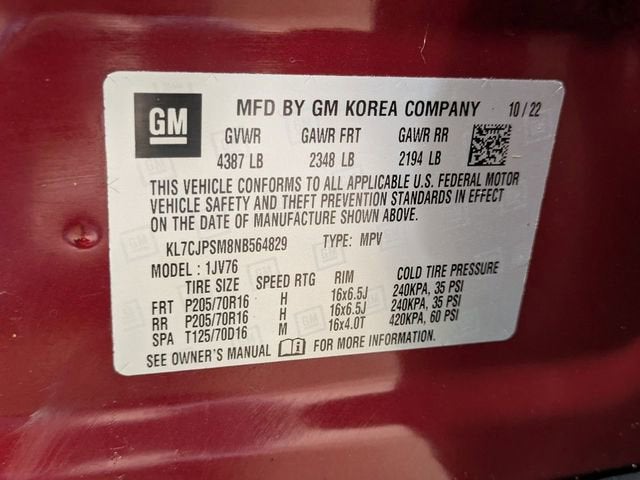 GM MFD BY GM KOREA COMPANY 10/22
GVWR GAWR FRT GAWR RR
4387 LB 2348 LB 2194 LB
THIS VEHICLE CONFORMS TO ALL APPLICABLE U.S. FEDERAL MOTOR
VEHICLE SAFETY AND THEFT PREVENTION STANDARDS IN EFFECT
ON THE DATE OF MANUFACTURE SHOWN ABOVE.
KL7CJPSM8NB564829 TYPE: MPV
MODEL: 1JV76
TIRE SIZE SPEED RTG RIM COLD TIRE PRESSURE
FRT P205/70R16 H 16x6.5J 240KPA, 35 PSI
RR P205/70R16 H 16x6.5J 240KPA, 35 PSI
SPA T125/70D16 M 16x4.0T 420KPA, 60 PSI
SEE OWNER'S MANUAL FOR MORE INFORMATION.